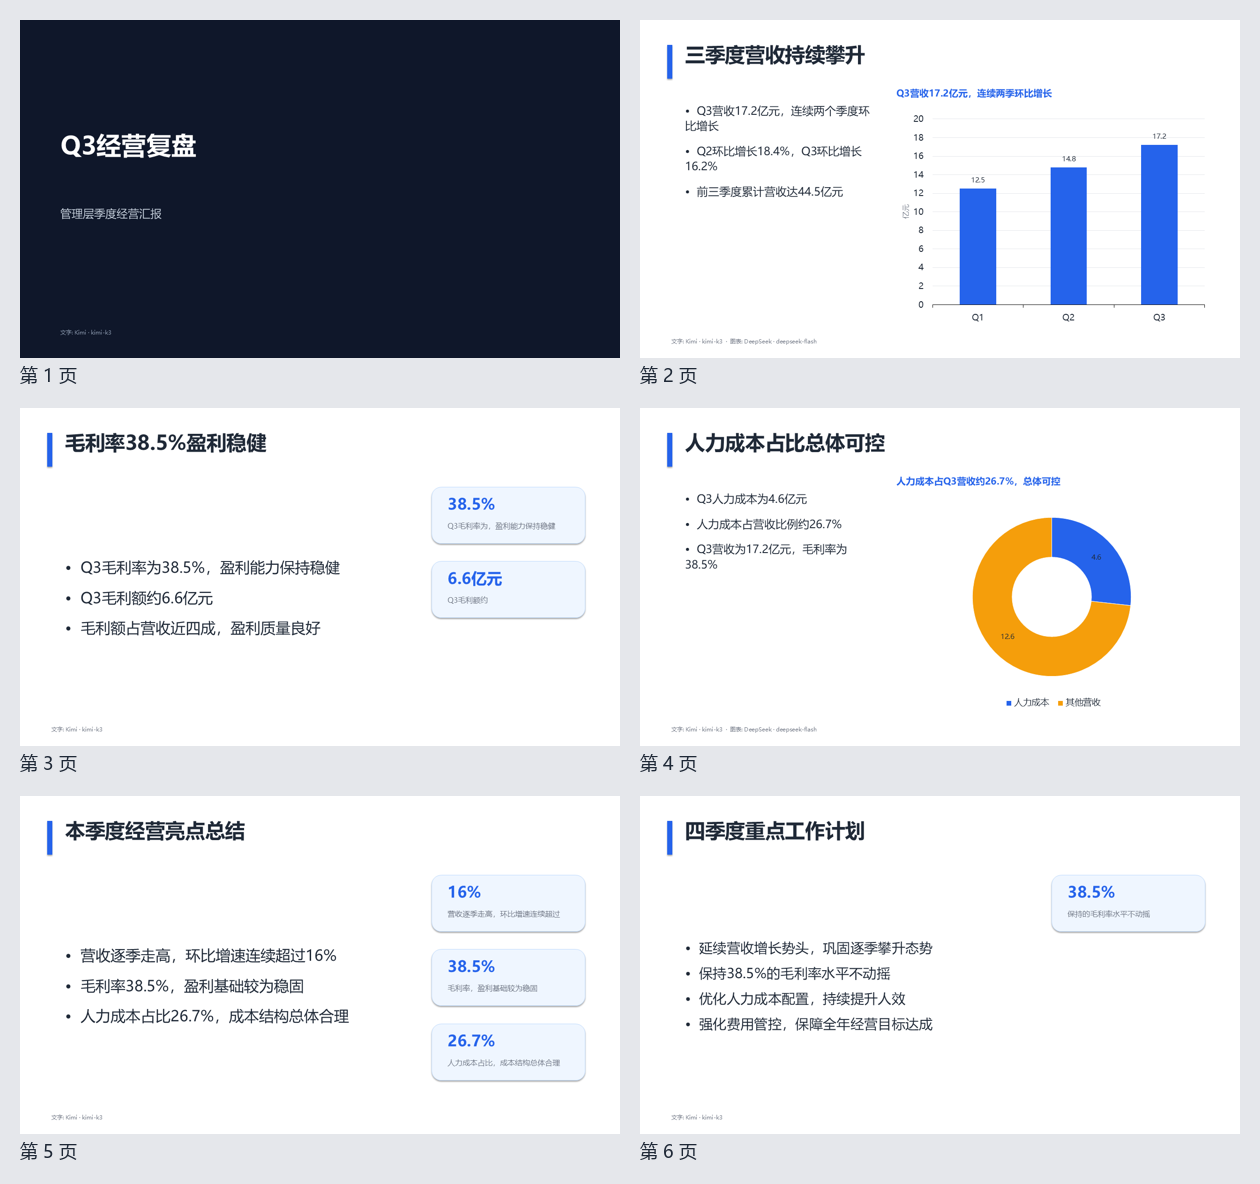 Q3经营复盘
管理层季度经营汇报
文字: Kimi · kimi-k3
第 1 页
三季度营收持续攀升
• Q3营收17.2亿元，连续两个季度环
比增长
• Q2环比增长18.4%，Q3环比增长
16.2%
• 前三季度累计营收达44.5亿元
Q3营收17.2亿元，连续两季环比增长
20
18
16
14
12
10
8
6
4
2
0
亿元
12.5
14.8
17.2
Q1
Q2
Q3
文字: Kimi · kimi-k3 · 图表: DeepSeek · deepseek-flash
第 2 页
毛利率38.5%盈利稳健
• Q3毛利率为38.5%，盈利能力保持稳健
• Q3毛利额约6.6亿元
• 毛利额占营收近四成，盈利质量良好
38.5%
Q3毛利率为，盈利能力保持稳健
6.6亿元
Q3毛利额约
文字: Kimi · kimi-k3
第 3 页
人力成本占比总体可控
• Q3人力成本为4.6亿元
• 人力成本占营收比例约26.7%
• Q3营收为17.2亿元，毛利率为
38.5%
人力成本占Q3营收约26.7%，总体可控
4.6
12.6
人力成本
其他营收
文字: Kimi · kimi-k3 · 图表: DeepSeek · deepseek-flash
第 4 页
本季度经营亮点总结
• 营收逐季走高，环比增速连续超过16%
• 毛利率38.5%，盈利基础较为稳固
• 人力成本占比26.7%，成本结构总体合理
16%
营收逐季走高，环比增速连续超过
38.5%
毛利率，盈利基础较为稳固
26.7%
人力成本占比，成本结构总体合理
文字: Kimi · kimi-k3
第 5 页
四季度重点工作计划
• 延续营收增长势头，巩固逐季攀升态势
• 保持38.5%的毛利率水平不动摇
• 优化人力成本配置，持续提升人效
• 强化费用管控，保障全年经营目标达成
38.5%
保持的毛利率水平不动摇
文字: Kimi · kimi-k3
第 6 页